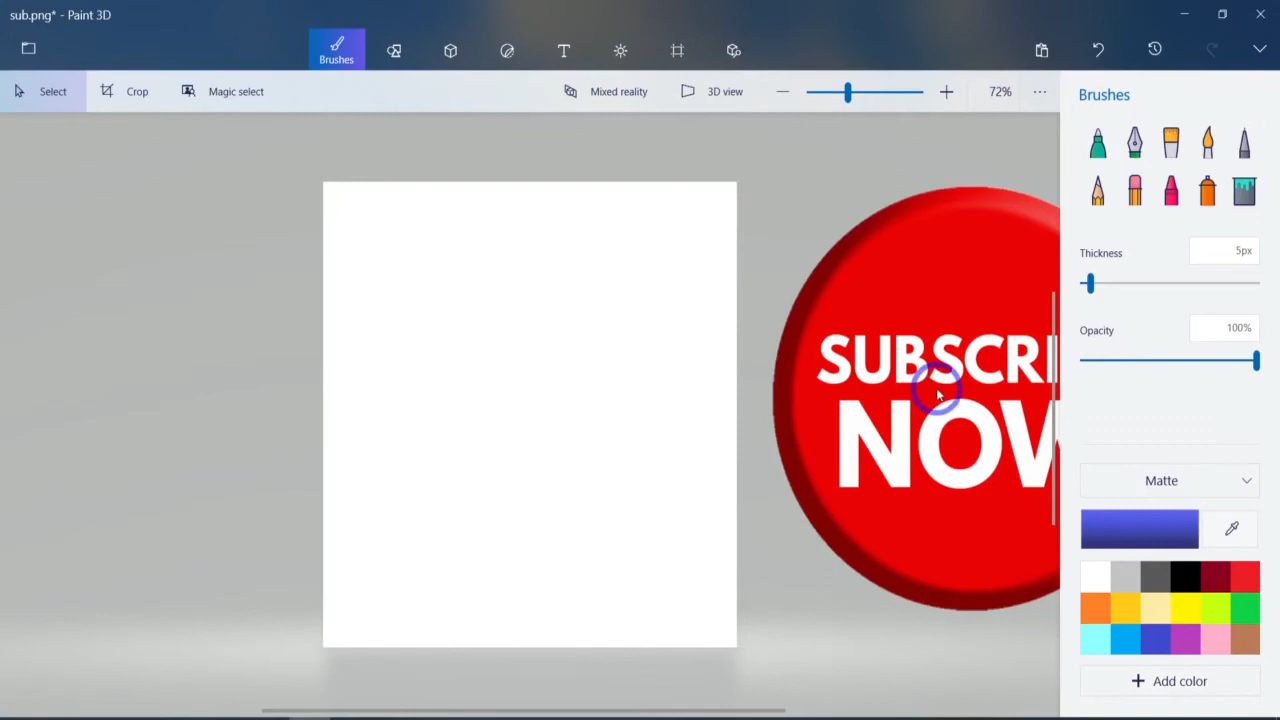 sub.png* - Paint 3D
Brushes
Select
Crop
Magic select
Mixed reality
3D view
72%
Brushes
Thickness
5px
Opacity
100%
SUBSCRI
NOW
Matte
Add color